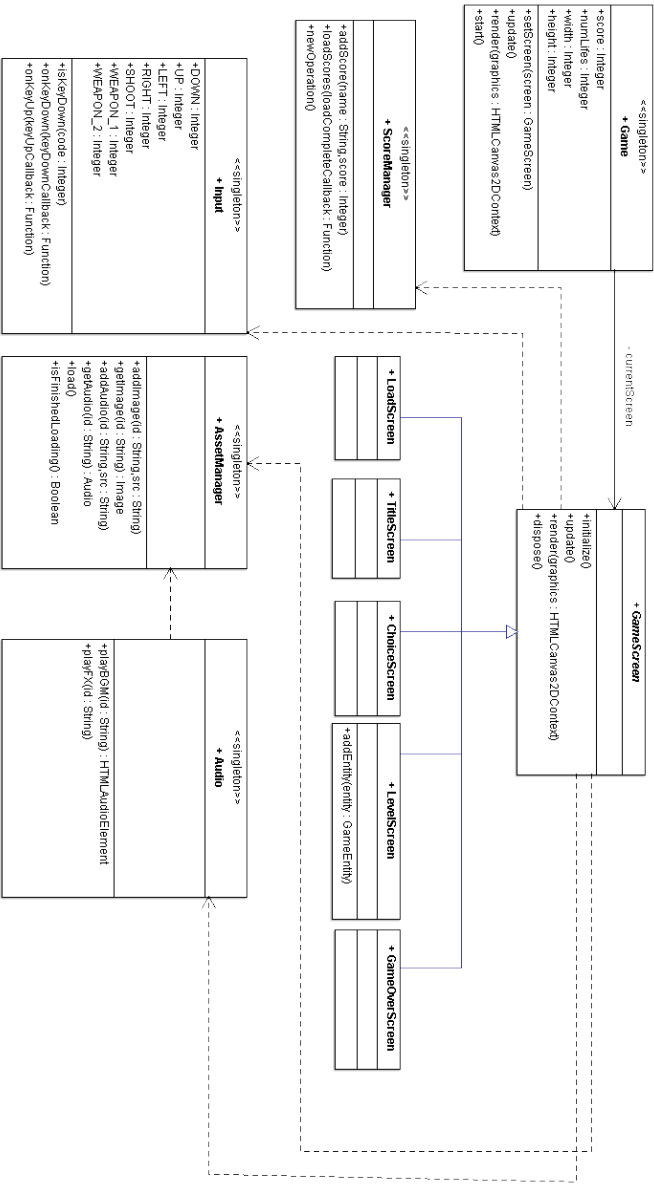 <<singleton>>
+ Game
+score : Integer
+numLifes : Integer
+width : Integer
+height : Integer
+setScreen(screen : GameScreen)
+update()
+render(graphics : HTMLCanvas2DContext)
+start()
- currentScreen
+ GameScreen
+initialize()
+update()
+render(graphics : HTMLCanvas2DContext)
+dispose()
<<singleton>>
+ ScoreManager
+addScore(name : String,score : Integer)
+loadScores(loadCompleteCallback : Function)
+newOperation()
+ LoadScreen
+ TitleScreen
+ ChoiceScreen
+ LevelScreen
+addEntity(entity : GameEntity)
+ GameOverScreen
<<singleton>>
+ Input
+DOWN : Integer
+UP : Integer
+LEFT : Integer
+RIGHT : Integer
+SHOOT : Integer
+WEAPON_1 : Integer
+WEAPON_2 : Integer
+isKeyDown(code : Integer)
+onKeyDown(keyDownCallback : Function)
+onKeyUp(keyUpCallback : Function)
<<singleton>>
+ AssetManager
+addImage(id : String,src : String)
+getImage(id : String) : Image
+addAudio(id : String,src : String)
+getAudio(id : String) : Audio
+load()
+isFinishedLoading() : Boolean
<<singleton>>
+ Audio
+playBGM(id : String) : HTMLAudioElement
+playFX(id : String)